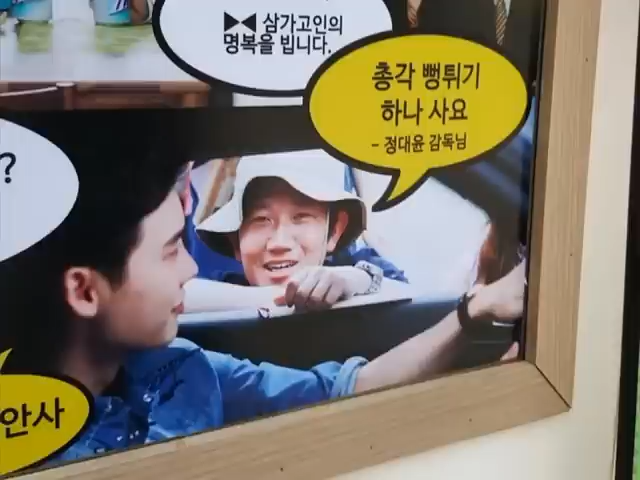 ⧓ 삼가고인의
명복을 빕니다.
총각 뻥튀기
하나 사요
- 정대윤 감독님
?
안사